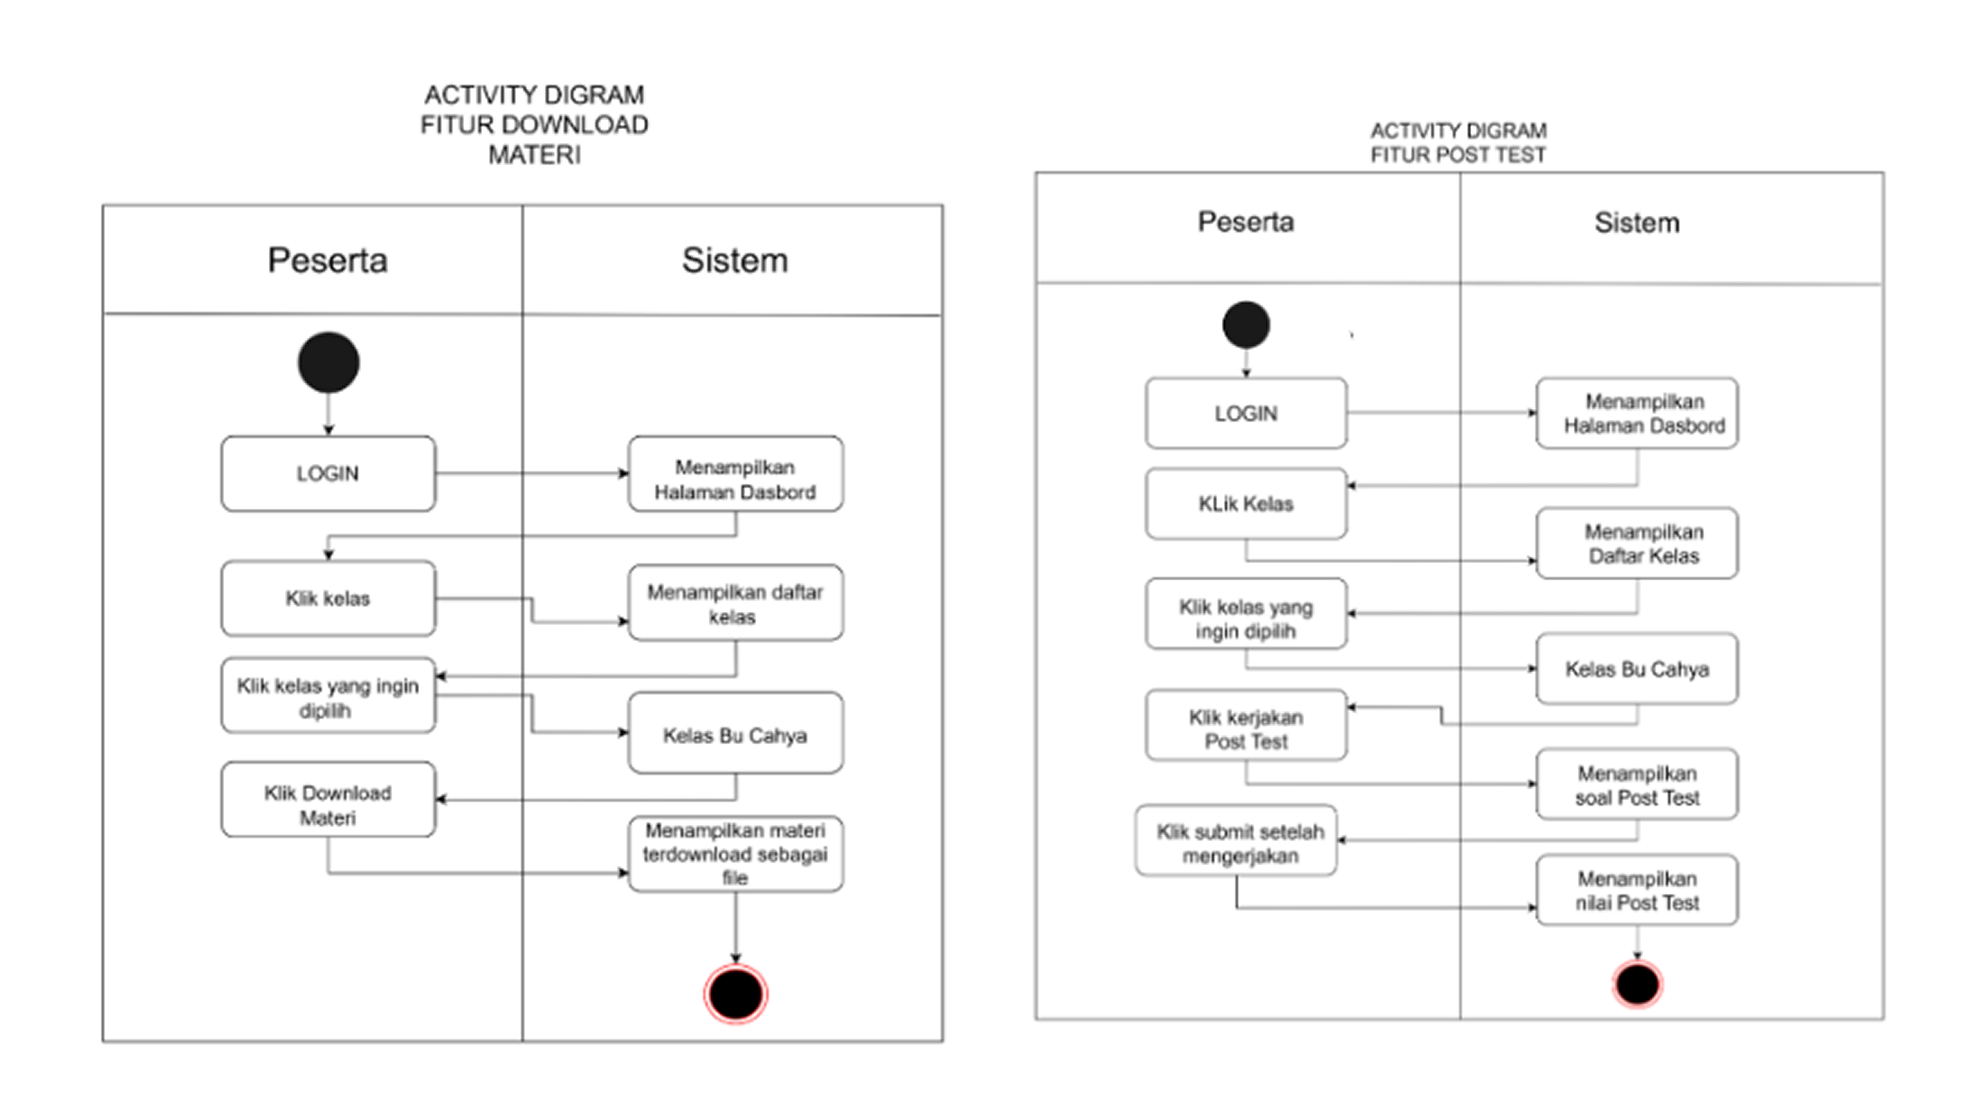 ACTIVITY DIGRAM
FITUR DOWNLOAD
MATERI
Peserta
Sistem
LOGIN
Menampilkan
Halaman Dasbord
Klik kelas
Menampilkan daftar
kelas
Klik kelas yang ingin
dipilih
Kelas Bu Cahya
Klik Download
Materi
Menampilkan materi
terdownload sebagai
file
ACTIVITY DIGRAM
FITUR POST TEST
Peserta
Sistem
LOGIN
Menampilkan
Halaman Dasbord
KLik Kelas
Menampilkan
Daftar Kelas
Klik kelas yang
ingin dipilih
Kelas Bu Cahya
Klik kerjakan
Post Test
Menampilkan
soal Post Test
Klik submit setelah
mengerjakan
Menampilkan
nilai Post Test